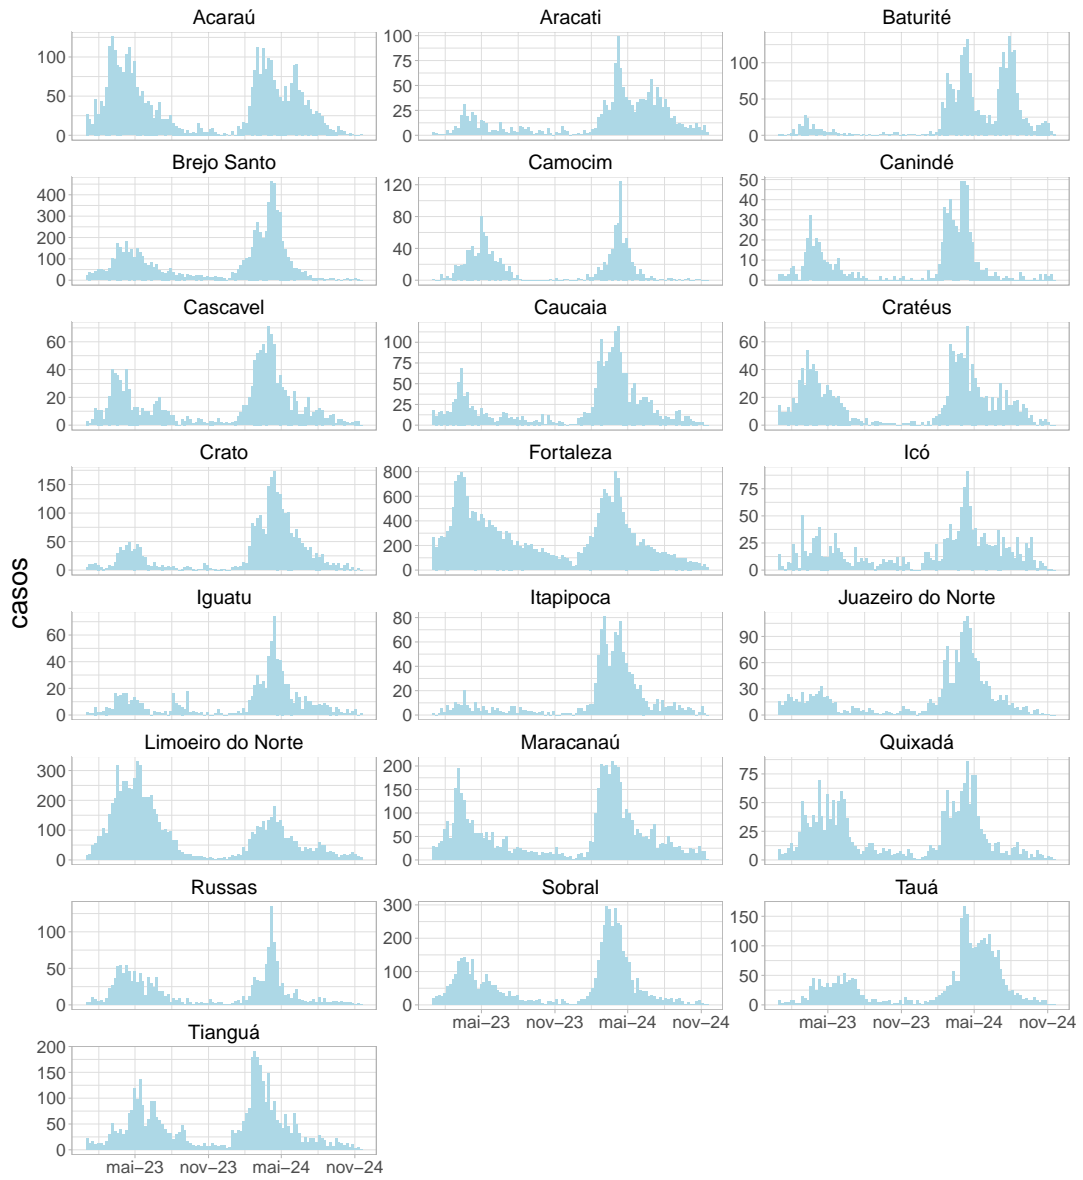 Acaraú Aracati Baturité
100 50 0
100 75 50 25 0
100 50 0
Brejo Santo Camocim Canindé
400 300 200 100 0
120 80 40 0
50 40 30 20 10 0
Cascavel Caucaia Cratéus
60 40 20 0
100 75 50 25 0
60 40 20 0
Crato Fortaleza Icó
150 100 50 0
800 600 400 200 0
75 50 25 0
casos
Iguatu Itapipoca Juazeiro do Norte
60 40 20 0
80 60 40 20 0
90 60 30 0
Limoeiro do Norte Maracanaú Quixadá
300 200 100 0
200 150 100 50 0
75 50 25 0
Russas Sobral Tauá
100 50 0
300 200 100 0
150 100 50 0
mai−23 nov−23 mai−24 nov−24
mai−23 nov−23 mai−24 nov−24
Tianguá
200 150 100 50 0
mai−23 nov−23 mai−24 nov−24